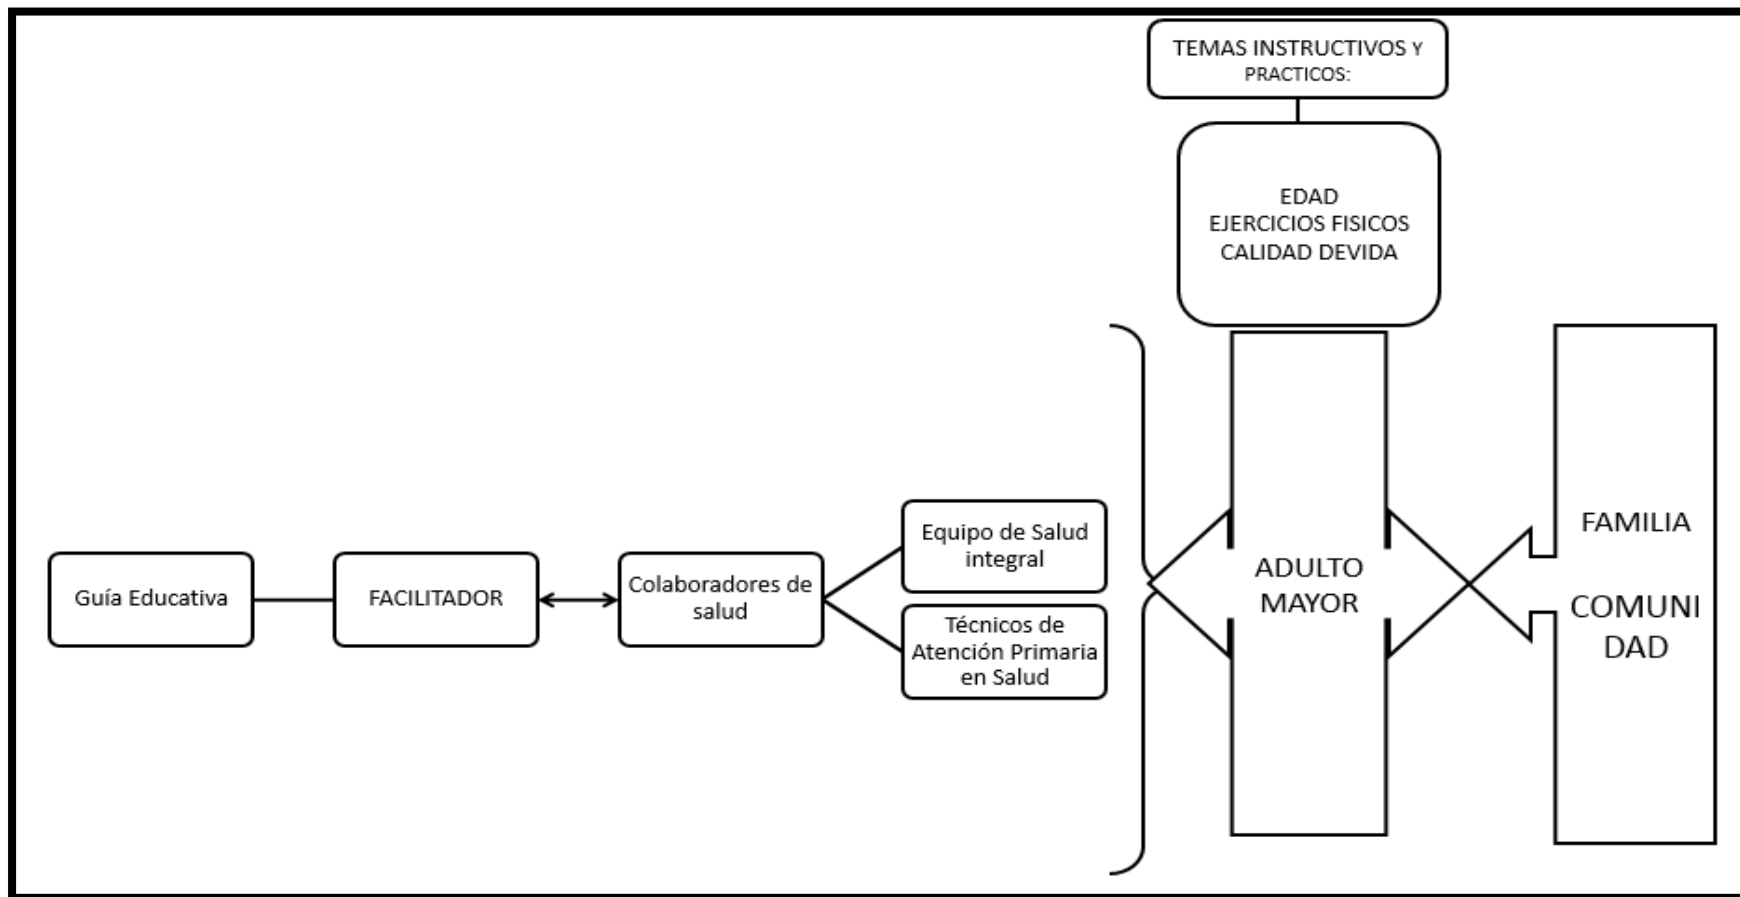 TEMAS INSTRUCTIVOS Y
PRACTICOS:
EDAD
EJERCICIOS FISICOS
CALIDAD DEVIDA
Guía Educativa
FACILITADOR
Colaboradores de
salud
Equipo de Salud
integral
Técnicos de
Atención Primaria
en Salud
ADULTO
MAYOR
FAMILIA
COMUNI
DAD